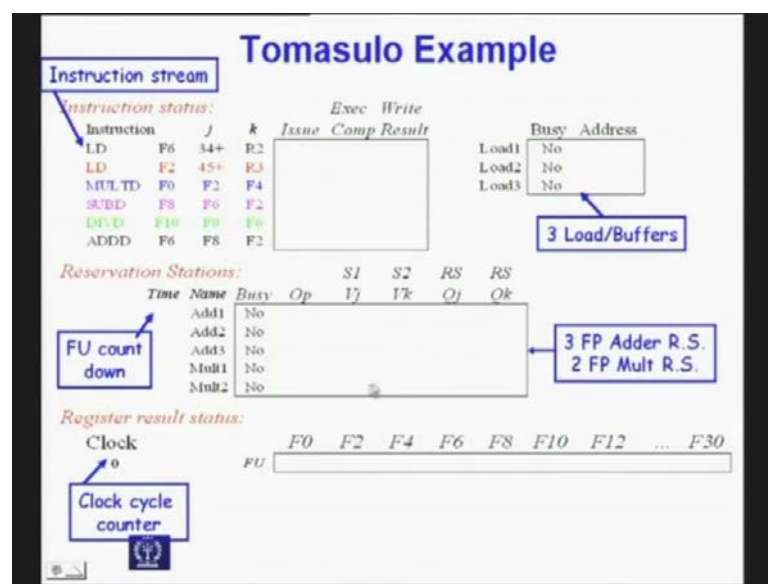 Tomasulo Example
Instruction stream
Instruction status: Exec Write
Instruction j k Issue Comp Result Busy Address
LD F6 34+ R2 Load1 No
LD F2 45+ R3 Load2 No
MULTD F0 F2 F4 Load3 No
SUBD F8 F6 F2
DIVD F10 F0 F6
ADDD F6 F8 F2
3 Load/Buffers
Reservation Stations: S1 S2 RS RS
Time Name Busy Op Vj Vk Qj Qk
Add1 No
Add2 No
Add3 No
Mult1 No
Mult2 No
FU count
down
3 FP Adder R.S.
2 FP Mult R.S.
Register result status:
Clock F0 F2 F4 F6 F8 F10 F12 ... F30
0 FU
Clock cycle
counter